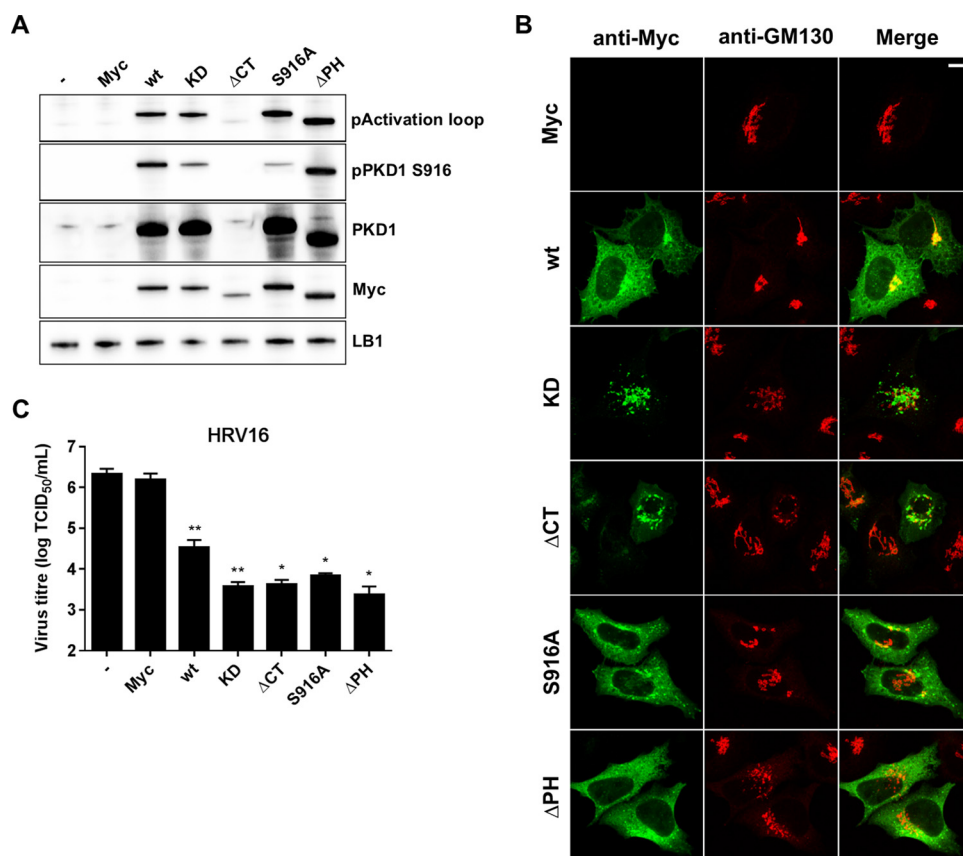 A
- Myc wt KD ΔCT S916A ΔPH
pActivation loop
pPKD1 S916
PKD1
Myc
LB1
B
anti-Myc anti-GM130 Merge
Myc
wt
KD
ΔCT
S916A
ΔPH
C
HRV16
Virus titre (log TCID50/mL)
7
6
5
4
3
2
** ** * * *
- Myc wt KD ΔCT S916A ΔPH